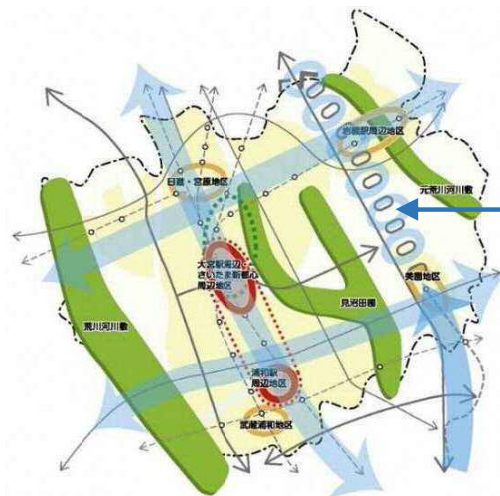 岩槻駅周辺地区
日進・宮原地区
元荒川河川敷
大宮駅周辺・
さいたま新都心
周辺地区
美園地区
見沼田圃
荒川河川敷
浦和駅
周辺地区
武蔵浦和地区